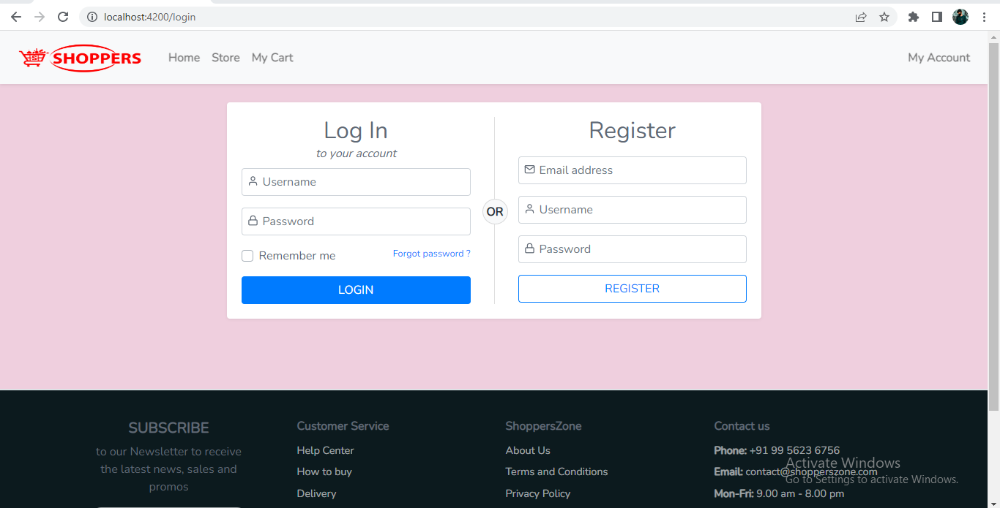 localhost:4200/login
SHOPPERS
Home Store My Cart
My Account
Log In
to your account
Username
Password
Remember me
Forgot password ?
LOGIN
OR
Register
Email address
Username
Password
REGISTER
SUBSCRIBE
to our Newsletter to receive
the latest news, sales and
promos
Customer Service
Help Center
How to buy
Delivery
ShoppersZone
About Us
Terms and Conditions
Privacy Policy
Contact us
Phone: +91 99 5623 6756
Email: contact@shopperszone.com
Mon-Fri: 9.00 am - 8.00 pm
Activate Windows
Go to Settings to activate Windows.